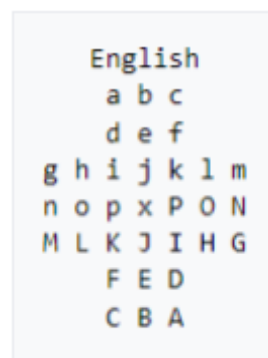 English
a b c
d e f
g h i j k l m
n o p x P O N
M L K J I H G
F E D
C B A